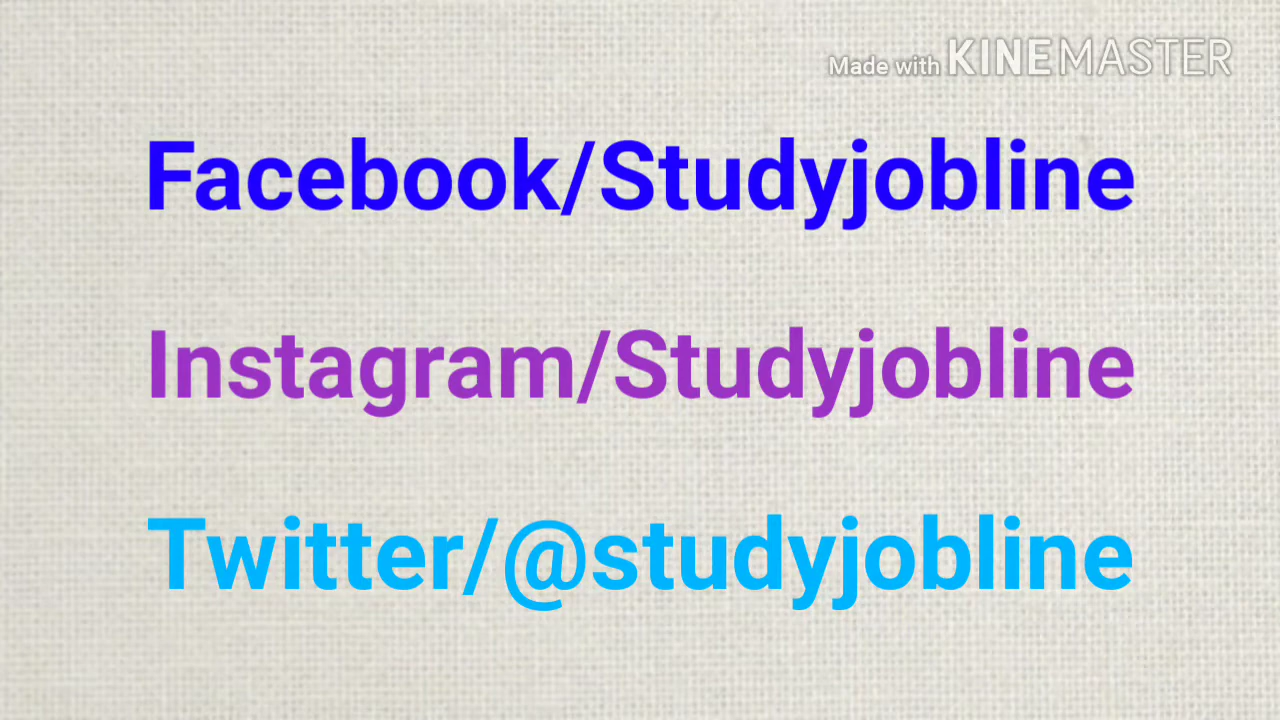 Made with KINEMASTER
Facebook/Studyjobline
Instagram/Studyjobline
Twitter/@studyjobline